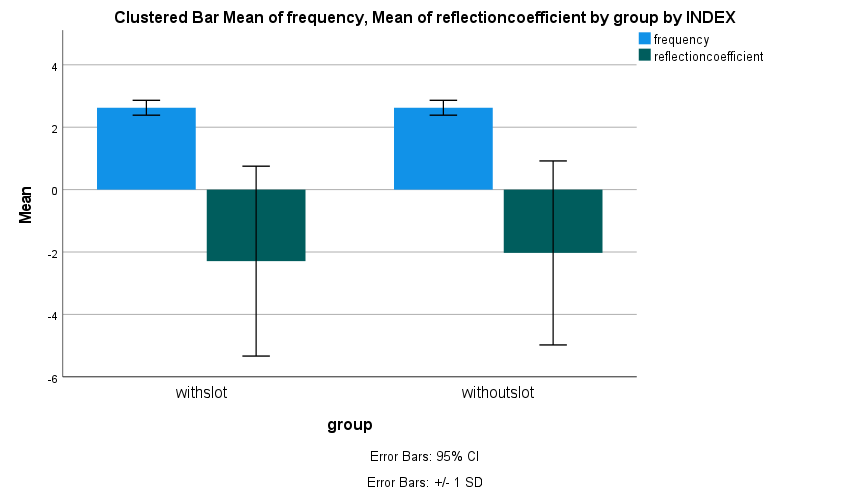 Clustered Bar Mean of frequency, Mean of reflectioncoefficient by group by INDEX
frequency
reflectioncoefficient
4
2
0
-2
-4
-6
Mean
withslot
withoutslot
group
Error Bars: 95% CI
Error Bars: +/- 1 SD